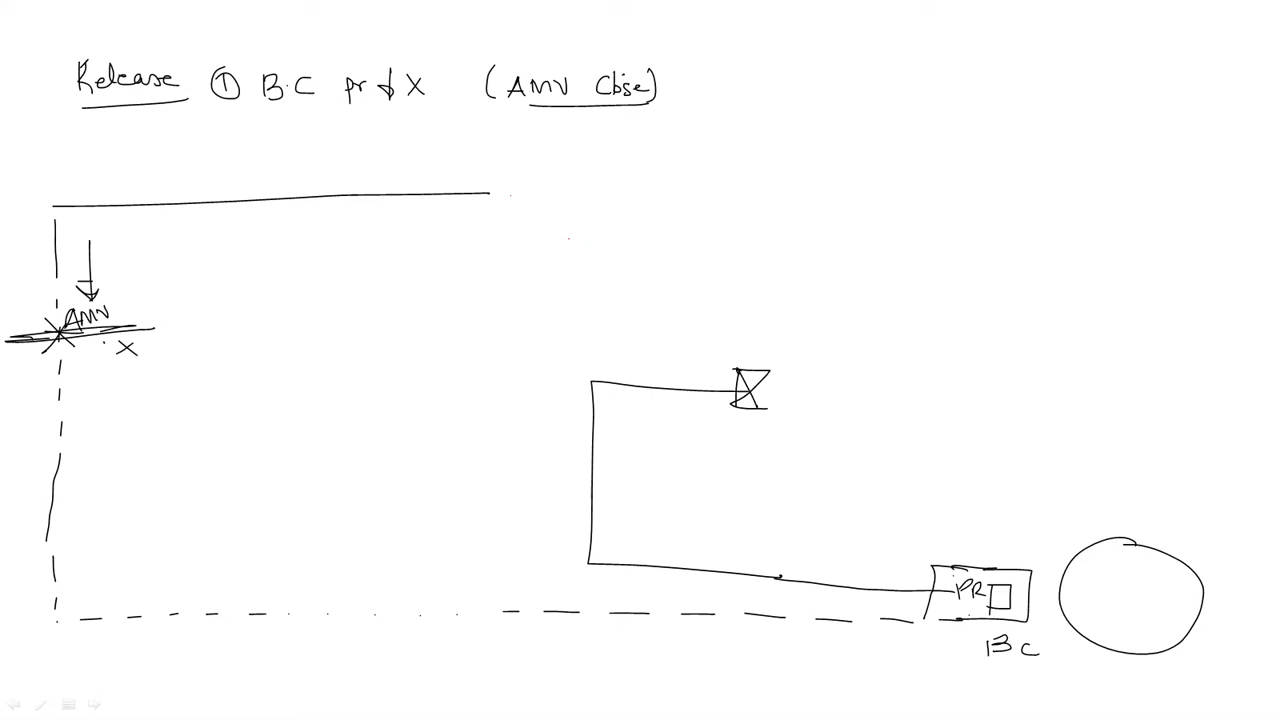 Release ① B.C pr ↓ X (AMV Close)
AMV
X
PR
BC